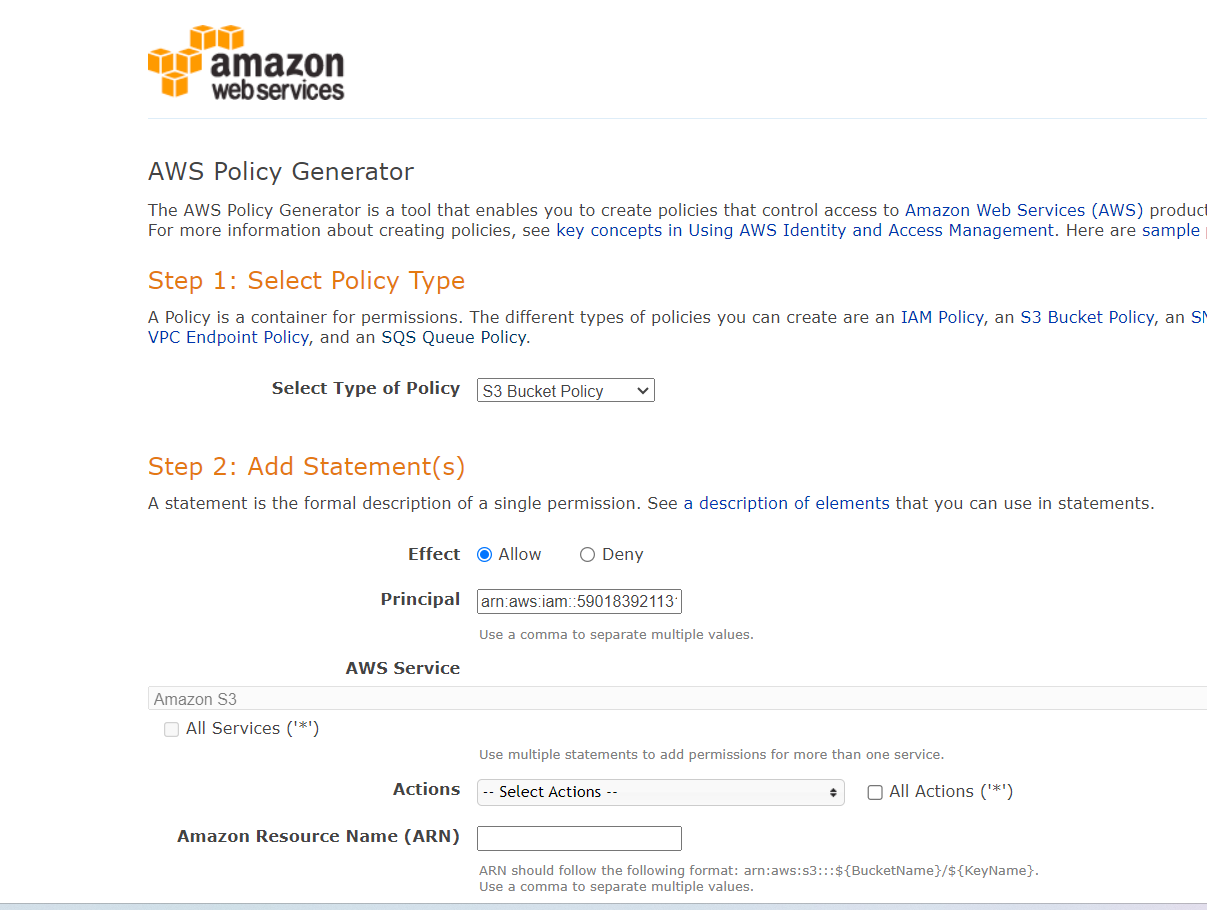 amazon
webservices
AWS Policy Generator
The AWS Policy Generator is a tool that enables you to create policies that control access to Amazon Web Services (AWS)
For more information about creating policies, see key concepts in Using AWS Identity and Access Management. Here are sample
Step 1: Select Policy Type
A Policy is a container for permissions. The different types of policies you can create are an IAM Policy, an S3 Bucket Policy, an
VPC Endpoint Policy, and an SQS Queue Policy.
Select Type of Policy S3 Bucket Policy
Step 2: Add Statement(s)
A statement is the formal description of a single permission. See a description of elements that you can use in statements.
Effect Allow Deny
Principal arn:aws:iam::59018392113
Use a comma to separate multiple values.
AWS Service
Amazon S3
All Services ('*')
Use multiple statements to add permissions for more than one service.
Actions -- Select Actions -- All Actions ('*')
Amazon Resource Name (ARN)
ARN should follow the following format: arn:aws:s3:::${BucketName}/${KeyName}.
Use a comma to separate multiple values.